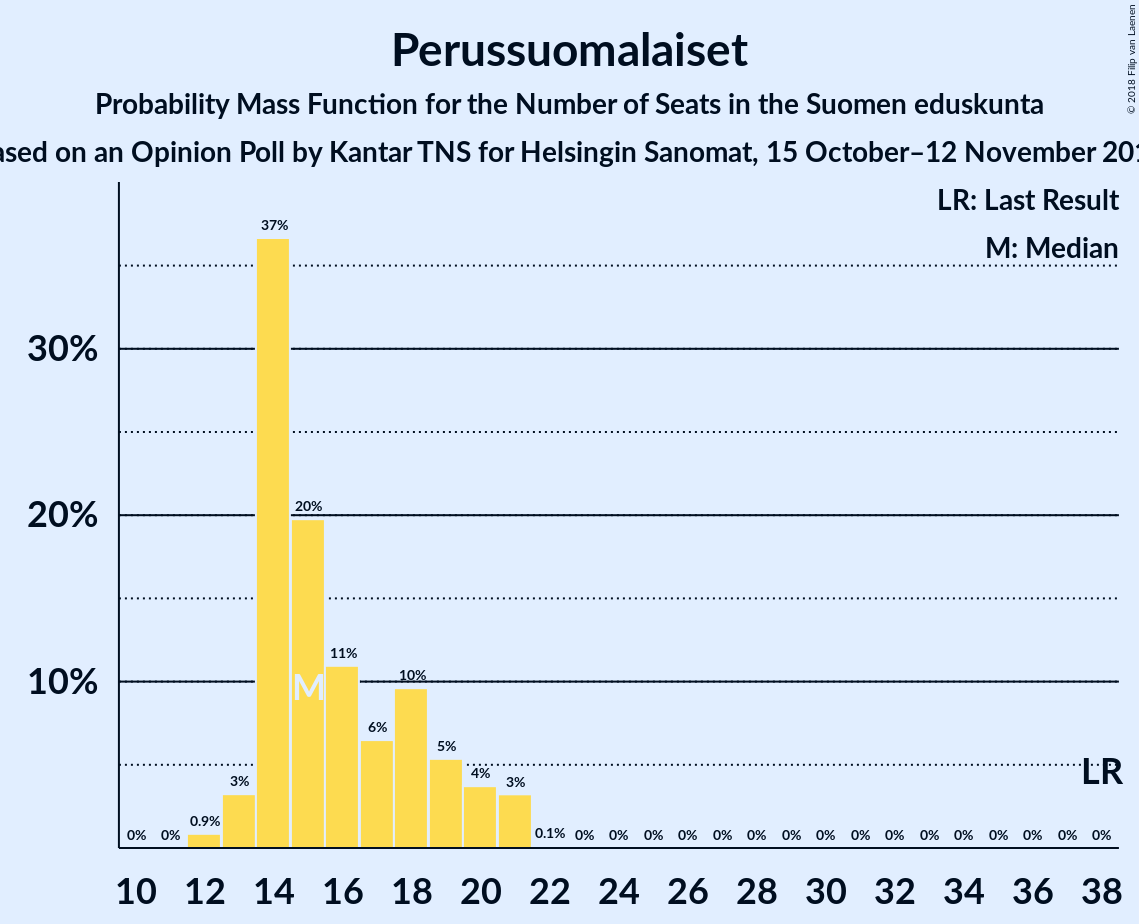 Perussuomalaiset
Probability Mass Function for the Number of Seats in the Suomen eduskunta
ased on an Opinion Poll by Kantar TNS for Helsingin Sanomat, 15 October–12 November 201
© 2018 Filip van Laenen
LR: Last Result
M: Median
30%
20%
10%
0% 0% 0.9% 3% 37% 20% 11% 6% 10% 5% 4% 3% 0.1% 0% 0% 0% 0% 0% 0% 0% 0% 0% 0% 0% 0% 0% 0% 0% 0%
M
LR
10 12 14 16 18 20 22 24 26 28 30 32 34 36 38